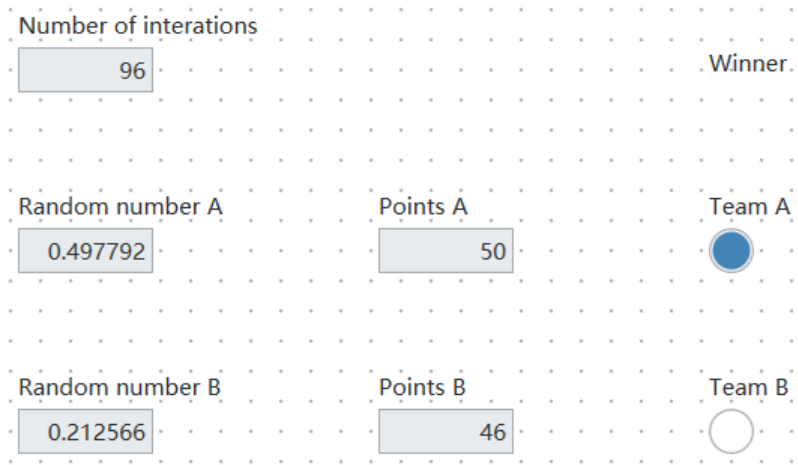 Number of interations
96
Winner
Random number A
Points A
Team A
0.497792
50
Random number B
Points B
Team B
0.212566
46